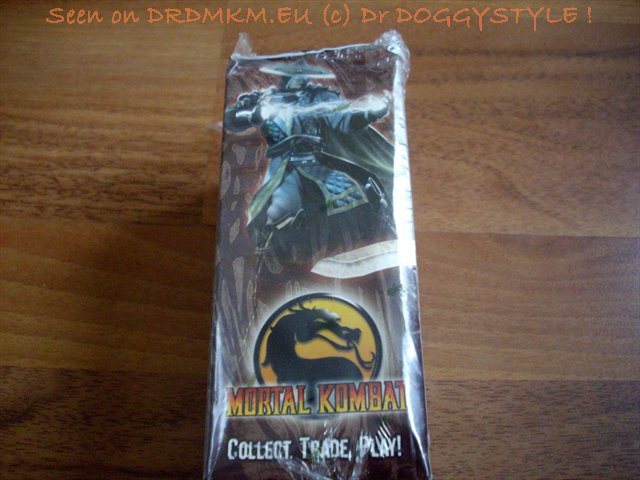 Seen on DRDMKM.EU (c) Dr DOGGYSTYLE !
MORTAL KOMBAT
COLLECT, TRADE, PLAY!